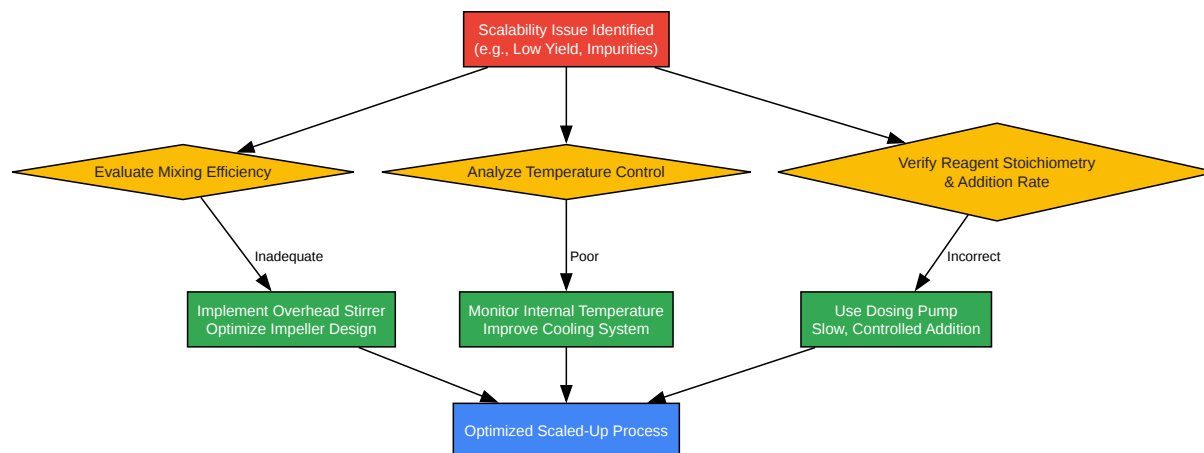 Scalability Issue Identified
(e.g., Low Yield, Impurities)
Evaluate Mixing Efficiency
Analyze Temperature Control
Verify Reagent Stoichiometry
& Addition Rate
Inadequate
Poor
Incorrect
Implement Overhead Stirrer
Optimize Impeller Design
Monitor Internal Temperature
Improve Cooling System
Use Dosing Pump
Slow, Controlled Addition
Optimized Scaled-Up Process